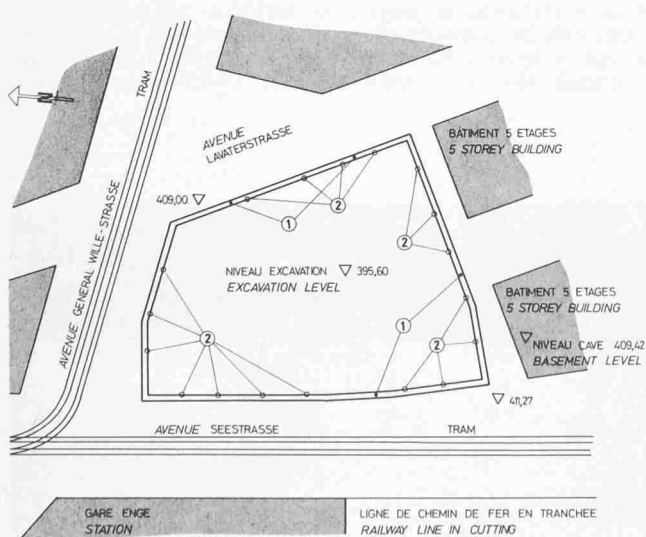 N
TRAM
AVENUE
LAVATERSTRASSE
BATIMENT 5 ETAGES
5 STOREY BUILDING
409,00
1
2
2
AVENUE GENERAL WILLE-STRASSE
NIVEAU EXCAVATION 395,60
EXCAVATION LEVEL
BATIMENT 5 ETAGES
5 STOREY BUILDING
1
2
2
NIVEAU CAVE 409,42
BASEMENT LEVEL
411,27
AVENUE SEESTRASSE
TRAM
GARE ENGE
STATION
LIGNE DE CHEMIN DE FER EN TRANCHEE
RAILWAY LINE IN CUTTING